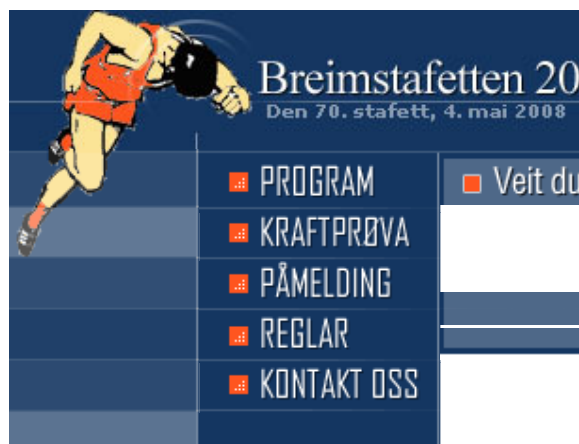 Breimstafetten 20
Den 70. stafett, 4. mai 2008
PROGRAM
Veit du
KRAFTPRØVA
PÅMELDING
REGLAR
KONTAKT OSS